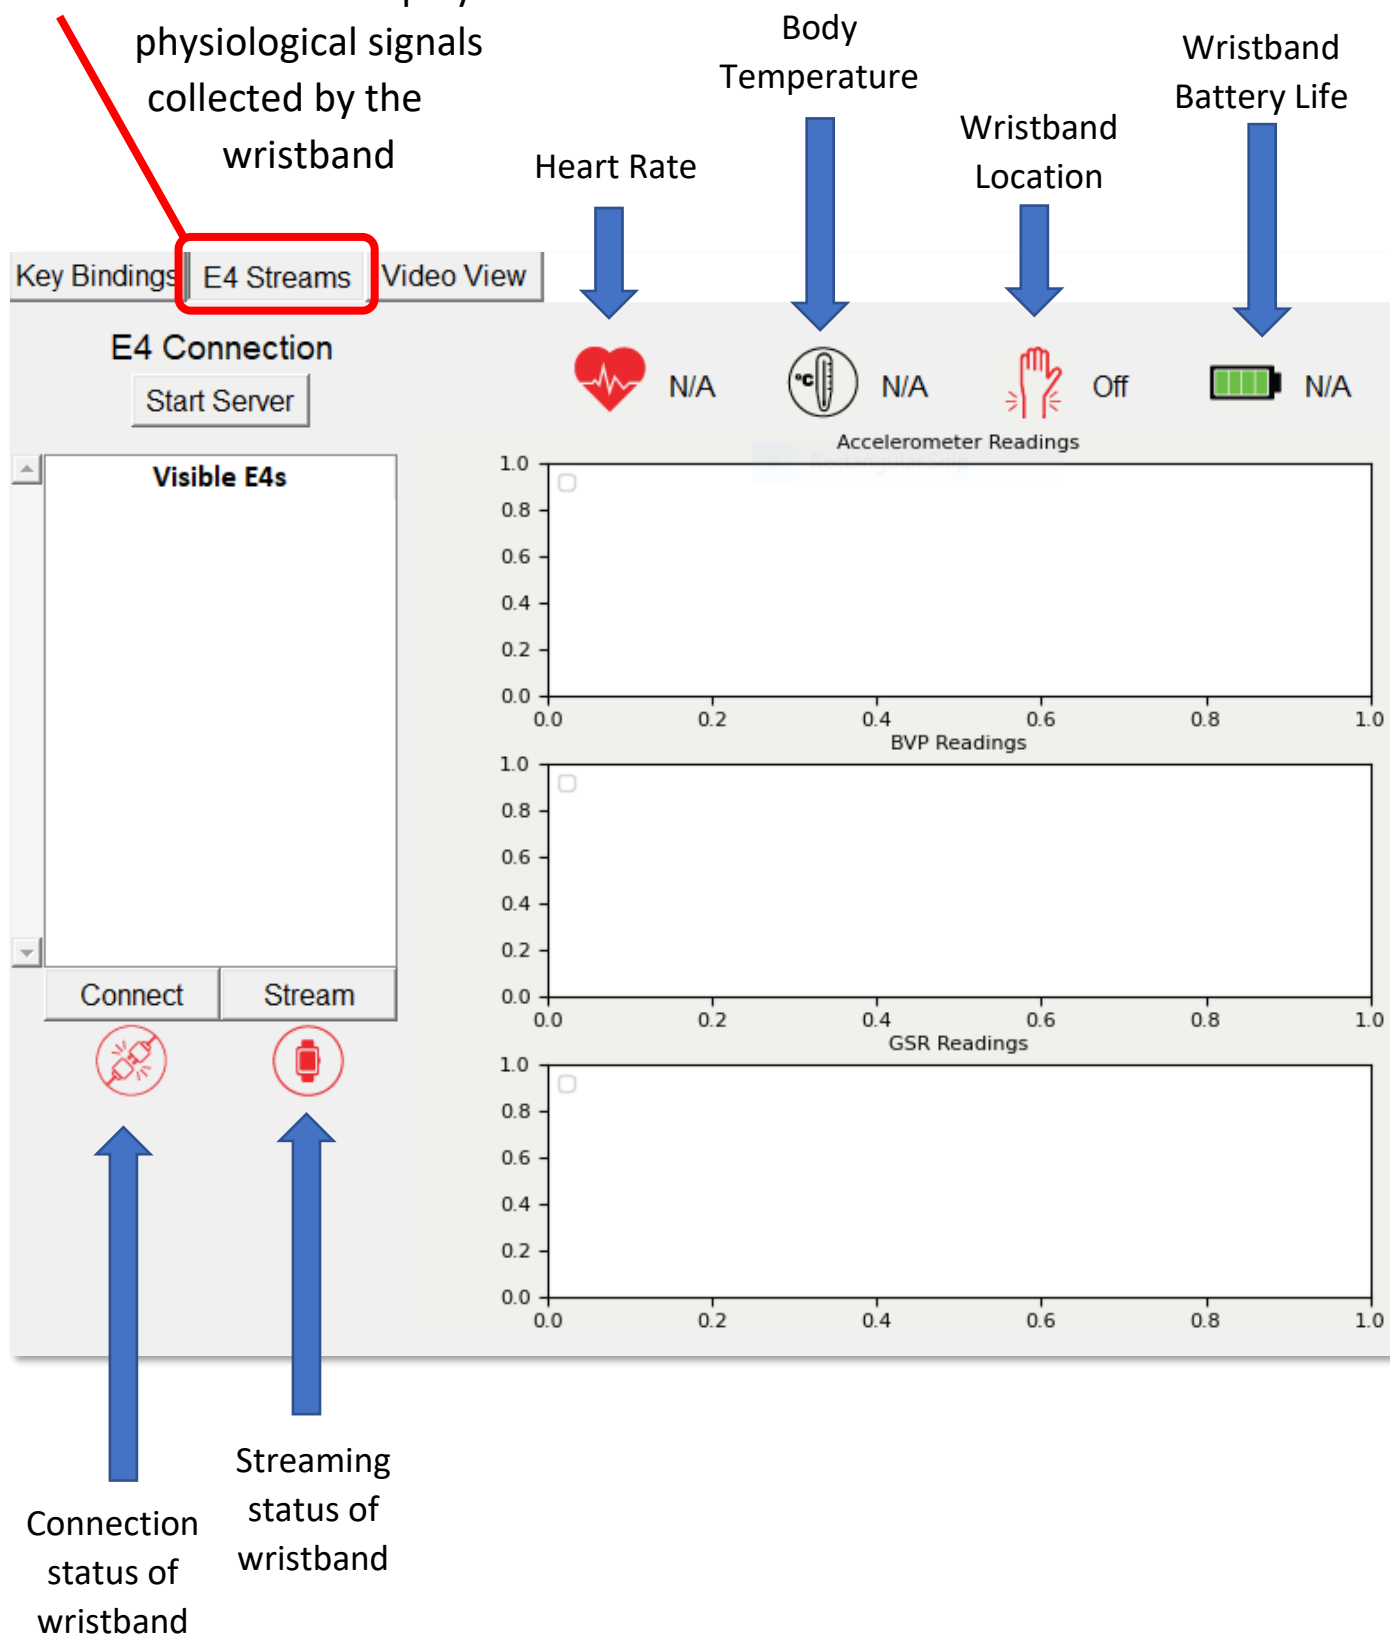 physiological signals
collected by the
wristband
Body
Temperature
Wristband
Battery Life
Wristband
Location
Heart Rate
Key Bindings
E4 Streams
Video View
E4 Connection
Start Server
N/A
°C
N/A
Off
N/A
Visible E4s
Accelerometer Readings
Rectangular Snip
1.0
0.8
0.6
0.4
0.2
0.0
0.0 0.2 0.4 0.6 0.8 1.0
BVP Readings
1.0
0.8
0.6
0.4
0.2
0.0
0.0 0.2 0.4 0.6 0.8 1.0
GSR Readings
1.0
0.8
0.6
0.4
0.2
0.0
0.0 0.2 0.4 0.6 0.8 1.0
Connect
Stream
Connection
status of
wristband
Streaming
status of
wristband